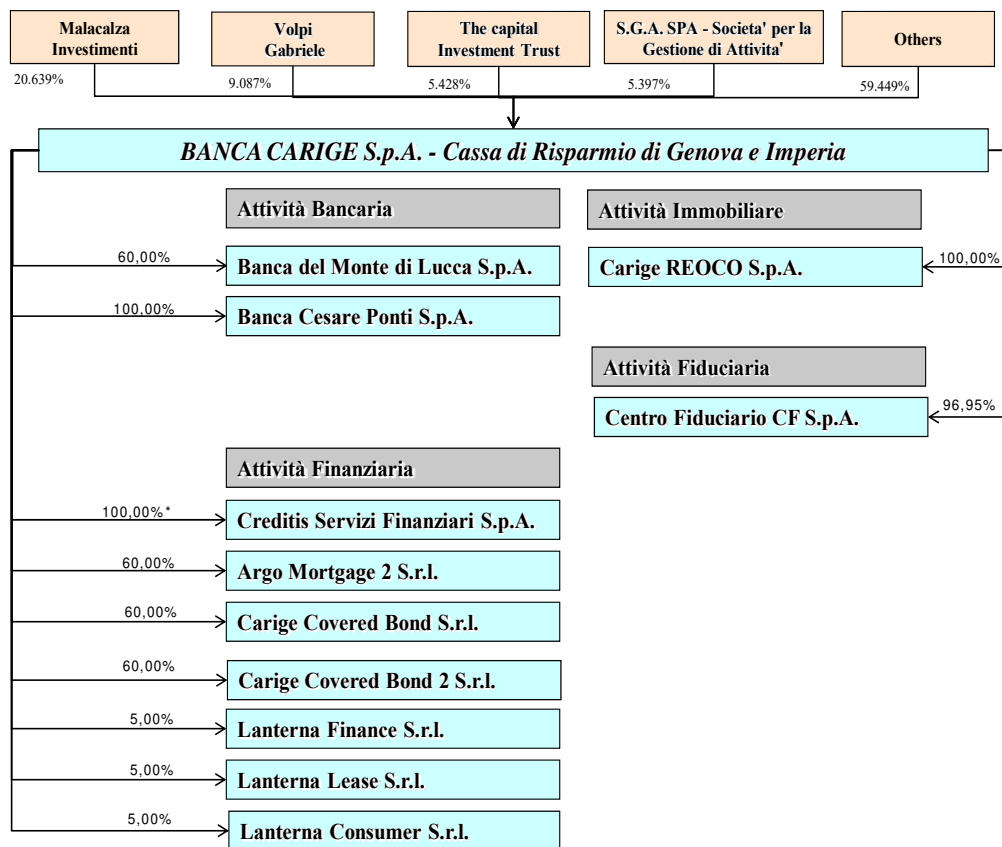 Malacalza
Investimenti
Volpi
Gabriele
The capital
Investment Trust
S.G.A. SPA - Societa' per la
Gestione di Attivita'
Others
20.639%
9.087%
5.428%
5.397%
59.449%
BANCA CARIGE S.p.A. - Cassa di Risparmio di Genova e Imperia
Attività Bancaria
Attività Immobiliare
60,00%
Banca del Monte di Lucca S.p.A.
Carige REOCO S.p.A.
100,00%
100,00%
Banca Cesare Ponti S.p.A.
Attività Fiduciaria
Centro Fiduciario CF S.p.A.
96,95%
Attività Finanziaria
100,00%*
Creditis Servizi Finanziari S.p.A.
60,00%
Argo Mortgage 2 S.r.l.
60,00%
Carige Covered Bond S.r.l.
60,00%
Carige Covered Bond 2 S.r.l.
5,00%
Lanterna Finance S.r.l.
5,00%
Lanterna Lease S.r.l.
5,00%
Lanterna Consumer S.r.l.